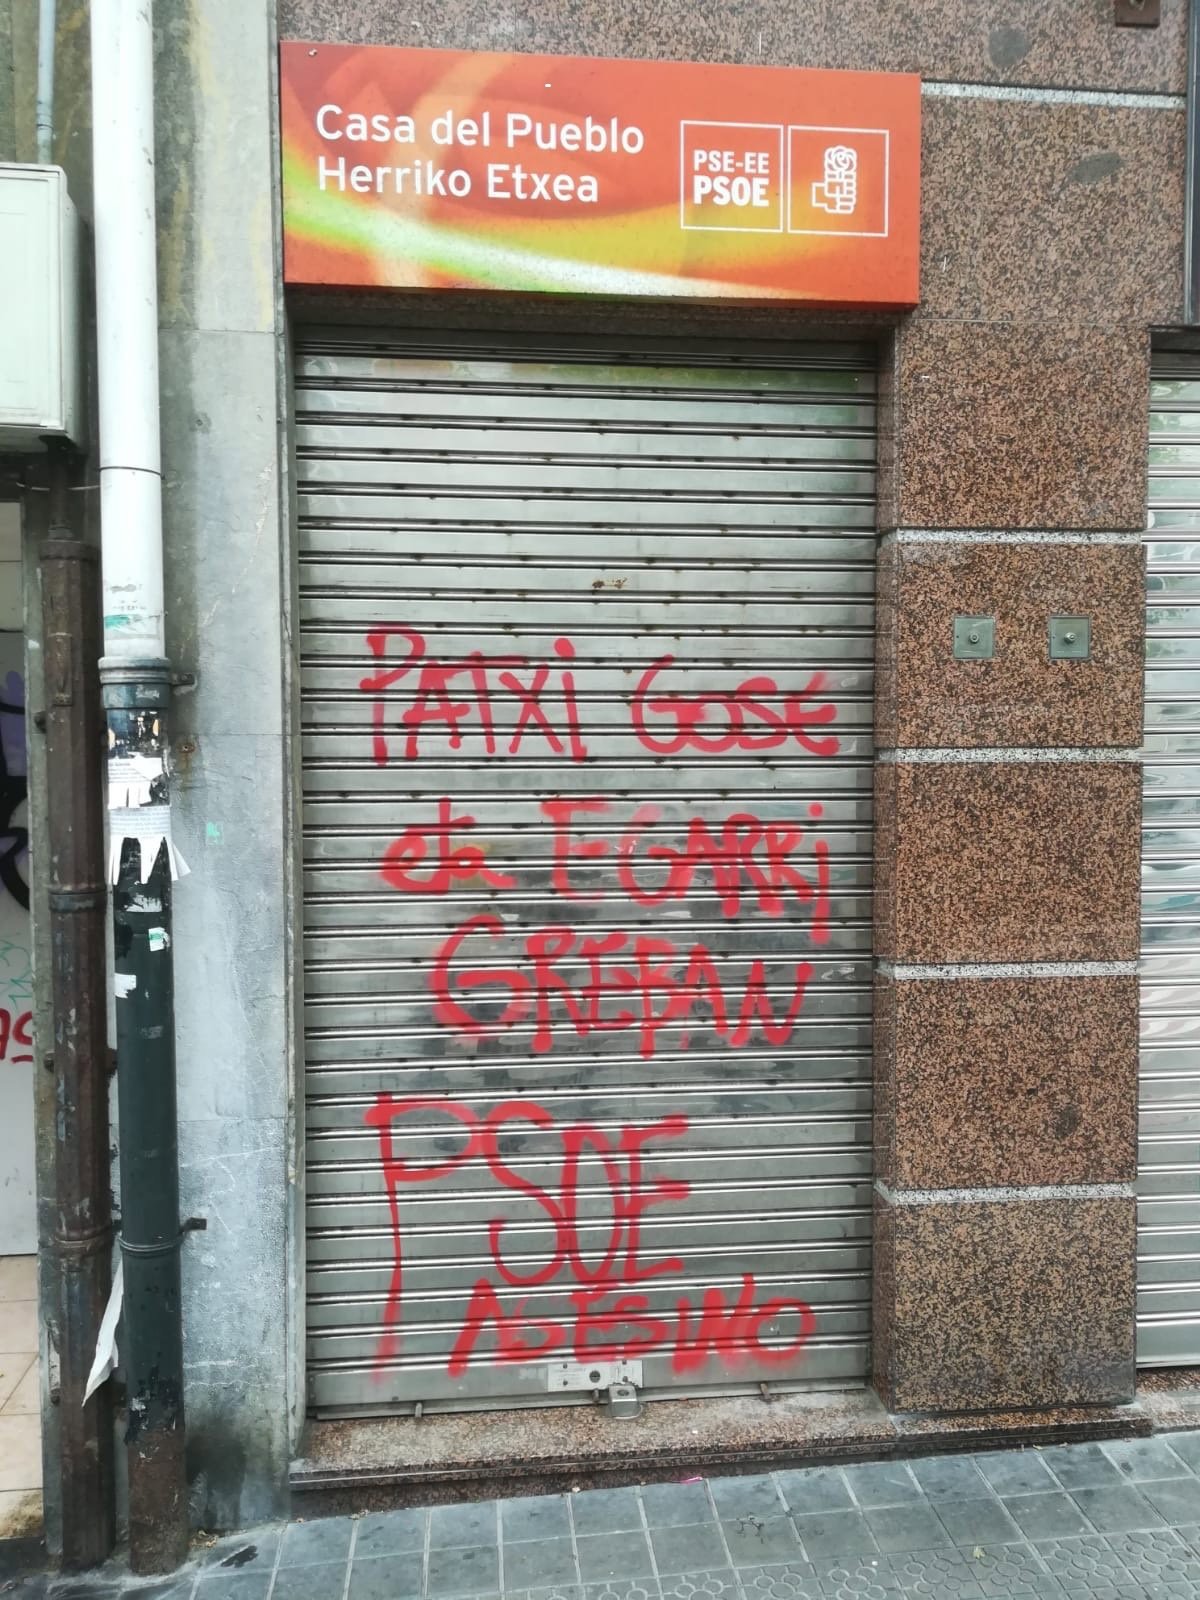 Casa del Pueblo
Herriko Etxea
PSE-EE
PSOE
PATXI GOSE
eta EGARRi
GREBAN
PSOE
ASESINO